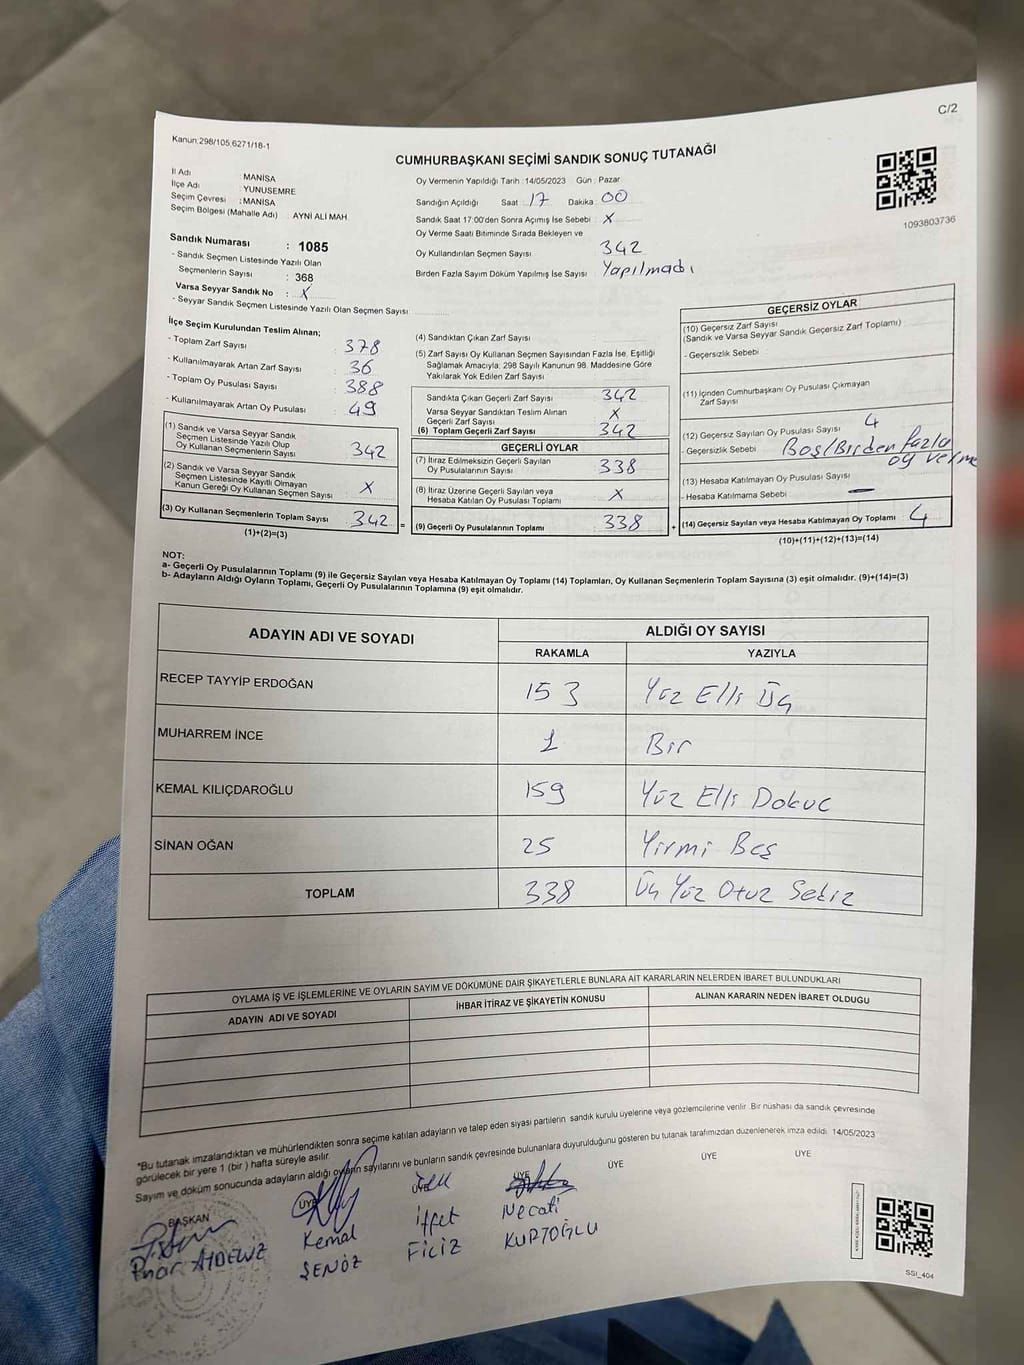 C/2
Kanun 298/105,6271/18-1
CUMHURBAŞKANI SEÇİMİ SANDIK SONUÇ TUTANAĞI
İl Adı : MANİSA
İlçe Adı : YUNUSEMRE
Seçim Çevresi : MANİSA
Seçim Bölgesi (Mahalle Adı) : AYNİ ALİ MAH.
Sandık Numarası : 1085
- Sandık Seçmen Listesinde Yazılı Olan
Seçmenlerin Sayısı : 368
Varsa Seyyar Sandık No : X
- Seyyar Sandık Seçmen Listesinde Yazılı Olan Seçmen Sayısı
Oy Vermenin Yapıldığı Tarih : 14/05/2023 Gün : Pazar
Sandığın Açıldığı Saat : 17 Dakika : 00
Sandık Saat 17:00'den Sonra Açımış İse Sebebi : X
Oy Verme Saati Bitiminde Sırada Bekleyen ve
Oy Kullandırılan Seçmen Sayısı : 342
Birden Fazla Sayım Döküm Yapılmış İse Sayısı : Yapılmadı
1093803736
İlçe Seçim Kurulundan Teslim Alınan;
- Toplam Zarf Sayısı : 378
- Kullanılmayarak Artan Zarf Sayısı : 36
- Toplam Oy Pusulası Sayısı : 388
- Kullanılmayarak Artan Oy Pusulası : 49
(1) Sandık ve Varsa Seyyar Sandık
Seçmen Listesinde Yazılı Olup
Oy Kullanan Seçmenlerin Sayısı : 342
(2) Sandık ve Varsa Seyyar Sandık
Seçmen Listesinde Kayıtlı Olmayan
Kanun Gereği Oy Kullanan Seçmen Sayısı : X
(3) Oy Kullanan Seçmenlerin Toplam Sayısı : 342 =
(1)+(2)=(3)
(4) Sandıktan Çıkan Zarf Sayısı
(5) Zarf Sayısı Oy Kullanan Seçmen Sayısından Fazla İse, Eşitliği
Sağlamak Amacıyla; 298 Sayılı Kanunun 98. Maddesine Göre
Yakılarak Yok Edilen Zarf Sayısı
Sandıkta Çıkan Geçerli Zarf Sayısı : 342
Varsa Seyyar Sandıktan Teslim Alınan
Geçerli Zarf Sayısı : X
(6) Toplam Geçerli Zarf Sayısı : 342
GEÇERLİ OYLAR
(7) İtiraz Edilmeksizin Geçerli Sayılan
Oy Pusulalarının Sayısı : 338
(8) İtiraz Üzerine Geçerli Sayılan veya
Hesaba Katılan Oy Pusulası Toplamı : X
(9) Geçerli Oy Pusulalarının Toplamı : 338 +
GEÇERSİZ OYLAR
(10) Geçersiz Zarf Sayısı
(Sandık ve Varsa Seyyar Sandık Geçersiz Zarf Toplamı)
- Geçersizlik Sebebi
(11) İçinden Cumhurbaşkanı Oy Pusulası Çıkmayan
Zarf Sayısı
(12) Geçersiz Sayılan Oy Pusulası Sayısı : 4
- Geçersizlik Sebebi : Boş/Birden fazla
oy verme
(13) Hesaba Katılmayan Oy Pusulası Sayısı :
- Hesaba Katılmama Sebebi : —
(14) Geçersiz Sayılan veya Hesaba Katılmayan Oy Toplamı : 4
(10)+(11)+(12)+(13)=(14)
NOT:
a- Geçerli Oy Pusulalarının Toplamı (9) ile Geçersiz Sayılan veya Hesaba Katılmayan Oy Toplamı (14) Toplamları, Oy Kullanan Seçmenlerin Toplam Sayısına (3) eşit olmalıdır. (9)+(14)=(3)
b- Adayların Aldığı Oyların Toplamı, Geçerli Oy Pusulalarının Toplamına (9) eşit olmalıdır.
ADAYIN ADI VE SOYADI ALDIĞI OY SAYISI
RAKAMLA YAZIYLA
RECEP TAYYİP ERDOĞAN 153 Yüz Elli Üç
MUHARREM İNCE 1 Bir
KEMAL KILIÇDAROĞLU 159 Yüz Elli Dokuc
SİNAN OĞAN 25 Yirmi Beş
TOPLAM 338 Üç Yüz Otuz Sekiz
OYLAMA İŞ VE İŞLEMLERİNE VE OYLARIN SAYIM VE DÖKÜMÜNE DAİR ŞİKAYETLERLE BUNLARA AİT KARARLARIN NELERDEN İBARET BULUNDUKLARI
ADAYIN ADI VE SOYADI İHBAR İTİRAZ VE ŞİKAYETİN KONUSU ALINAN KARARIN NEDEN İBARET OLDUĞU
"Bu tutanak imzalandıktan ve mühürlendikten sonra seçime katılan adayların ve talep eden siyasi partilerin sandık kurulu üyelerine veya gözlemcilerine verilir. Bir nüshası da sandık çevresinde
görülecek bir yere 1 (bir ) hafta süreyle asılır.
Sayım ve döküm sonucunda adayların aldığı oyların sayılarını ve bunların sandık çevresinde bulunanlara duyurulduğunu gösteren bu tutanak tarafımızdan düzenlenerek imza edildi. 14/05/2023
BAŞKAN ÜYE ÜYE ÜYE ÜYE ÜYE ÜYE
Pınar AYDENİZ
Kemal
ŞENÖZ
İffet
FİLİZ
Necati
KURTOĞLU
SSİ_404